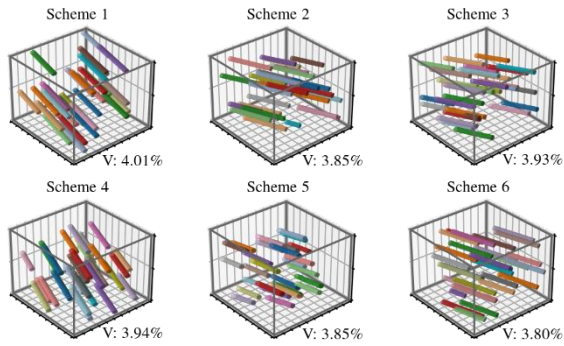 Scheme 1
Scheme 2
Scheme 3
V: 4.01%
V: 3.85%
V: 3.93%
Scheme 4
Scheme 5
Scheme 6
V: 3.94%
V: 3.85%
V: 3.80%